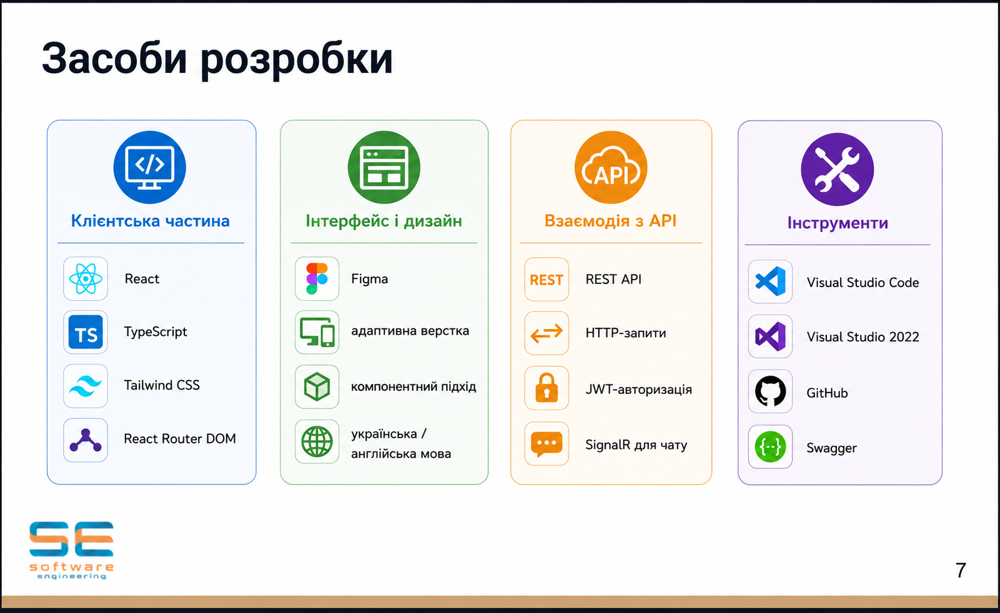 Засоби розробки
</>
API
Клієнтська частина
Інтерфейс і дизайн
Взаємодія з API
Інструменти
React
TS
TypeScript
Tailwind CSS
React Router DOM
Figma
адаптивна верстка
компонентний підхід
українська /
англійська мова
REST
REST API
HTTP-запити
JWT-авторизація
SignalR для чату
Visual Studio Code
Visual Studio 2022
GitHub
{··}
Swagger
SE
software
engineering
7